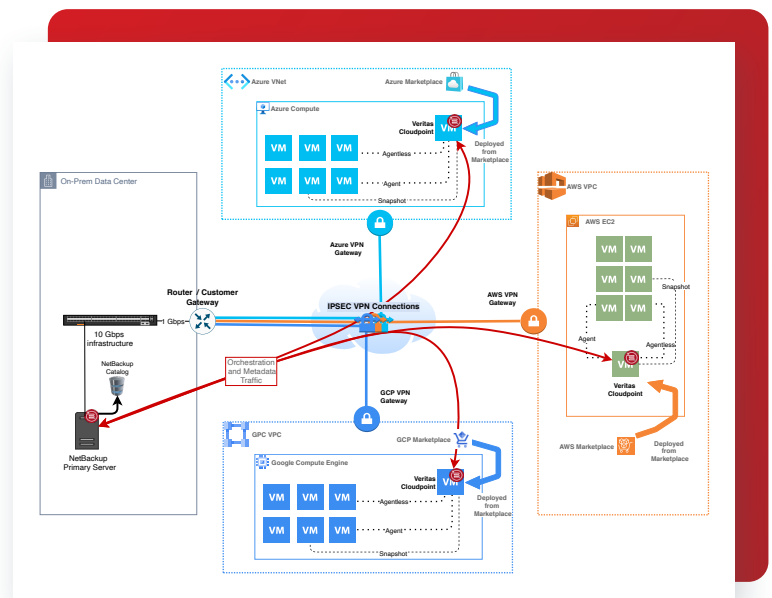 Azure VNet
Azure Marketplace
Azure Compute
Veritas
Cloudpoint
VM
VM VM VM
Agentless
Deployed
from
Marketplace
VM VM VM
Agent
Snapshot
On-Prem Data Center
AWS VPC
AWS EC2
Azure VPN
Gateway
VM VM
VM VM
Snapshot
VM VM
Router / Customer
Gateway
IPSEC VPN Connections
AWS VPN
Gateway
1 Gbps
10 Gbps
infrastructure
Agent
Agentless
NetBackup
Catalog
Orchestration
and Metadata
Traffic
VM
Veritas
Cloudpoint
GCP VPN
Gateway
NetBackup
Primary Server
GPC VPC
GCP Marketplace
AWS Marketplace
Deployed
from
Marketplace
Google Compute Engine
Veritas
Cloudpoint
VM
VM VM VM
Agentless
Deployed
from
Marketplace
VM VM VM
Agent
Snapshot